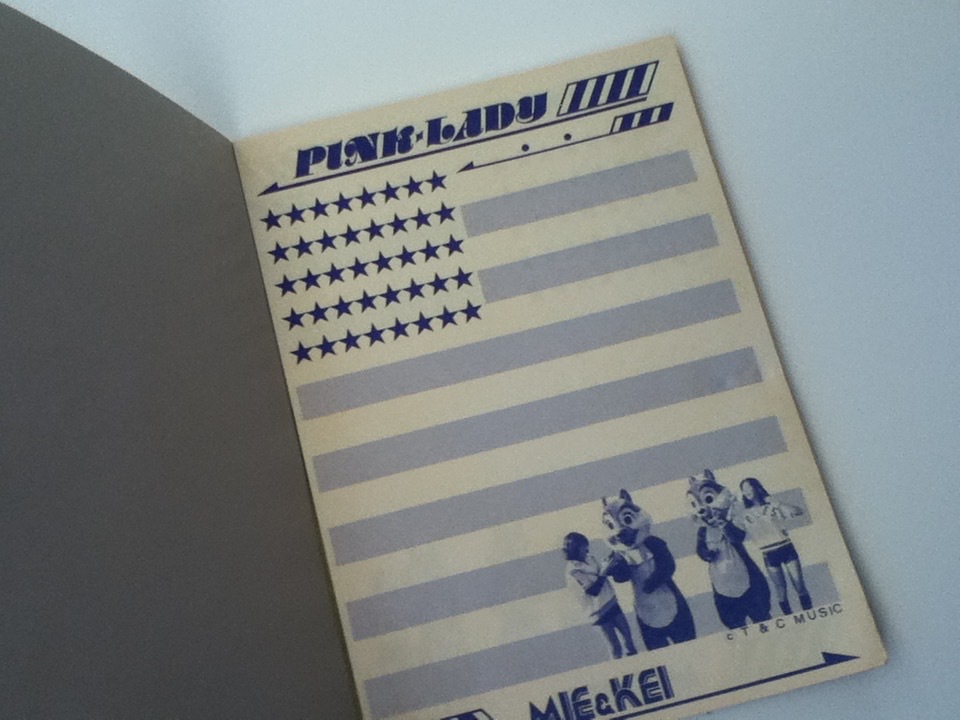 PINK·LADY
c T & C MUSIC
MIE&KEI